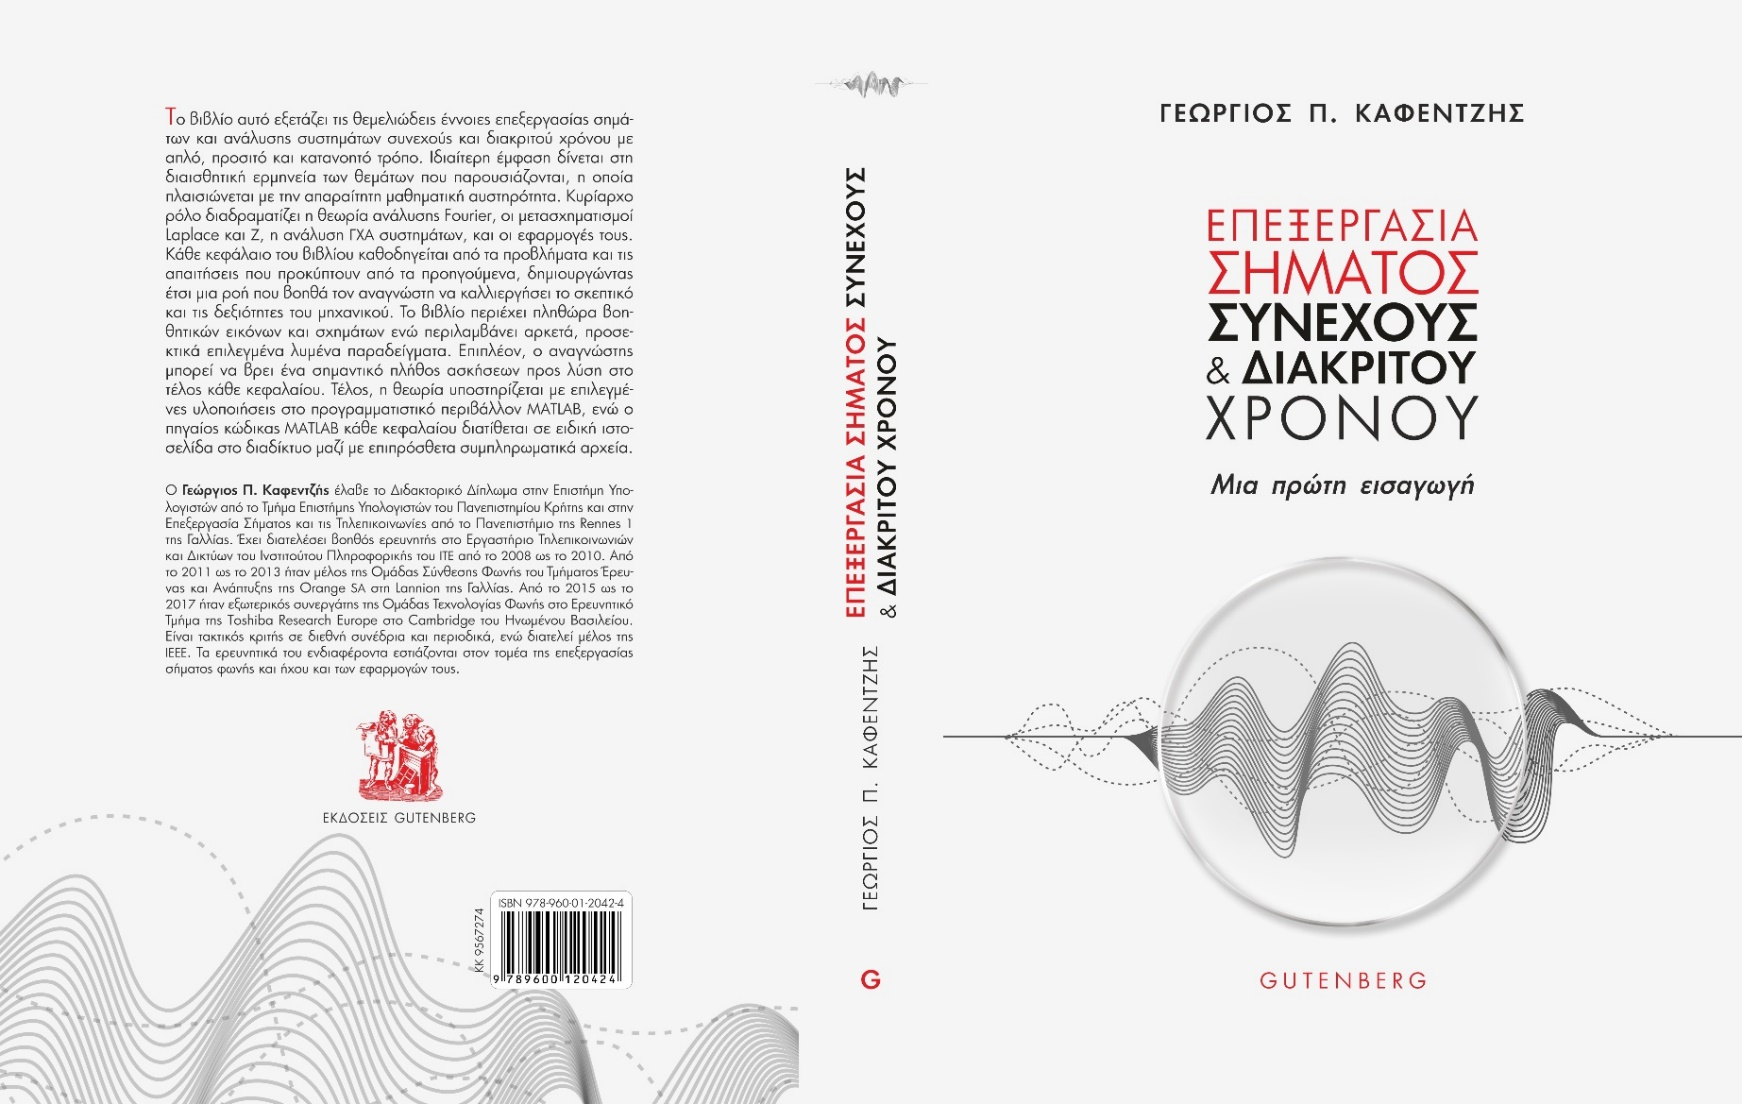 Το βιβλίο αυτό εξετάζει τις θεμελιώδεις έννοιες επεξεργασίας σημά-
των και ανάλυσης συστημάτων συνεχούς και διακριτού χρόνου με
απλό, προσιτό και κατανοητό τρόπο. Ιδιαίτερη έμφαση δίνεται στη
διαισθητική ερμηνεία των θεμάτων που παρουσιάζονται, η οποία
πλαισιώνεται με την απαραίτητη μαθηματική αυστηρότητα. Κυρίαρχο
ρόλο διαδραματίζει η θεωρία ανάλυσης Fourier, οι μετασχηματισμοί
Laplace και Z, η ανάλυση ΓΧΑ συστημάτων, και οι εφαρμογές τους.
Κάθε κεφάλαιο του βιβλίου καθοδηγείται από τα προβλήματα και τις
απαιτήσεις που προκύπτουν από τα προηγούμενα, δημιουργώντας
έτσι μια ροή που βοηθά τον αναγνώστη να καλλιεργήσει το σκεπτικό
και τις δεξιότητες του μηχανικού. Το βιβλίο περιέχει πληθώρα βοη-
θητικών εικόνων και σχημάτων ενώ περιλαμβάνει αρκετά, προσε-
κτικά επιλεγμένα λυμένα παραδείγματα. Επιπλέον, ο αναγνώστης
μπορεί να βρει ένα σημαντικό πλήθος ασκήσεων προς λύση στο
τέλος κάθε κεφαλαίου. Τέλος, η θεωρία υποστηρίζεται με επιλεγμέ-
νες υλοποιήσεις στο προγραμματιστικό περιβάλλον MATLAB, ενώ ο
πηγαίος κώδικας MATLAB κάθε κεφαλαίου διατίθεται σε ειδική ιστο-
σελίδα στο διαδίκτυο μαζί με επιπρόσθετα συμπληρωματικά αρχεία.
Ο Γεώργιος Π. Καφεντζής έλαβε το Διδακτορικό Δίπλωμα στην Επιστήμη Υπο-
λογιστών από το Τμήμα Επιστήμης Υπολογιστών του Πανεπιστημίου Κρήτης και στην
Επεξεργασία Σήματος και τις Τηλεπικοινωνίες από το Πανεπιστήμιο της Rennes 1
της Γαλλίας. Έχει διατελέσει βοηθός ερευνητής στο Εργαστήριο Τηλεπικοινωνιών
και Δικτύων του Ινστιτούτου Πληροφορικής του ΙΤΕ από το 2008 ως το 2010. Από
το 2011 ως το 2013 ήταν μέλος της Ομάδας Σύνθεσης Φωνής του Τμήματος Έρευ-
νας και Ανάπτυξης της Orange SA στη Lannion της Γαλλίας. Από το 2015 ως το
2017 ήταν εξωτερικός συνεργάτης της Ομάδας Τεχνολογίας Φωνής στο Ερευνητικό
Τμήμα της Toshiba Research Europe στο Cambridge του Ηνωμένου Βασιλείου.
Είναι τακτικός κριτής σε διεθνή συνέδρια και περιοδικά, ενώ διατελεί μέλος της
IEEE. Τα ερευνητικά του ενδιαφέροντα εστιάζονται στον τομέα της επεξεργασίας
σήματος φωνής και ήχου και των εφαρμογών τους.
ΕΚΔΟΣΕΙΣ GUTENBERG
ISBN 978-960-01-2042-4
ΚΚ 9567274
9 789600 120424
ΓΕΩΡΓΙΟΣ Π. ΚΑΦΕΝΤΖΗΣ
ΕΠΕΞΕΡΓΑΣΙΑ ΣΗΜΑΤΟΣ ΣΥΝΕΧΟΥΣ
& ΔΙΑΚΡΙΤΟΥ ΧΡΟΝΟΥ
G
ΓΕΩΡΓΙΟΣ Π. ΚΑΦΕΝΤΖΗΣ
ΕΠΕΞΕΡΓΑΣΙΑ
ΣΗΜΑΤΟΣ
ΣΥΝΕΧΟΥΣ
& ΔΙΑΚΡΙΤΟΥ
ΧΡΟΝΟΥ
Μια πρώτη εισαγωγή
GUTENBERG